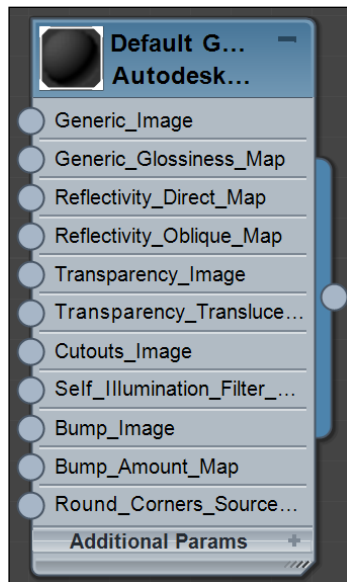 Default G...
Autodesk...
Generic_Image
Generic_Glossiness_Map
Reflectivity_Direct_Map
Reflectivity_Oblique_Map
Transparency_Image
Transparency_Transluce...
Cutouts_Image
Self_Illumination_Filter_...
Bump_Image
Bump_Amount_Map
Round_Corners_Source...
Additional Params